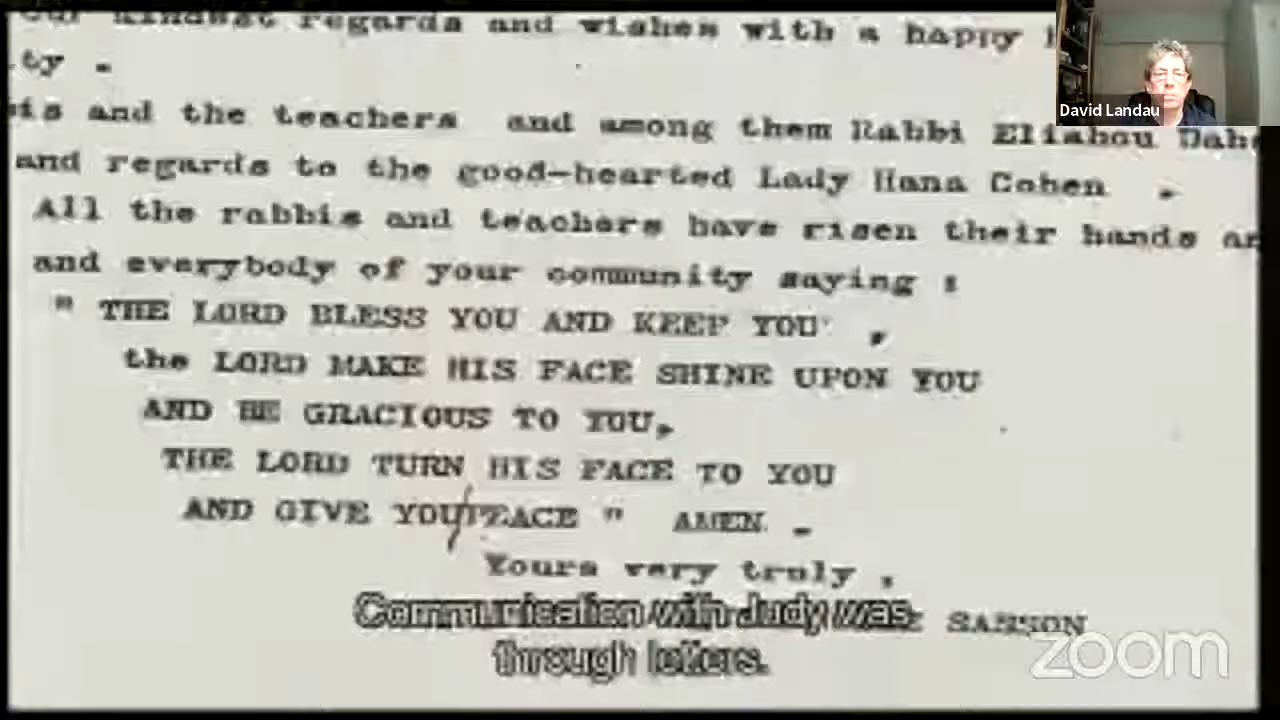 kindest regards and wishes with a happy
ty .
is and the teachers and among them Rabbi Eliahou Dahe
and regards to the good-hearted Lady Hana Cohen .
All the rabbis and teachers have risen their hands an
and everybody of your community saying :
" THE LORD BLESS YOU AND KEEP YOU ,
the LORD MAKE HIS FACE SHINE UPON YOU
AND BE GRACIOUS TO YOU,
THE LORD TURN HIS FACE TO YOU
AND GIVE YOU/PEACE " AMEN .
Yours very truly ,
Communication with Judy was
through letters.
David Landau
zoom